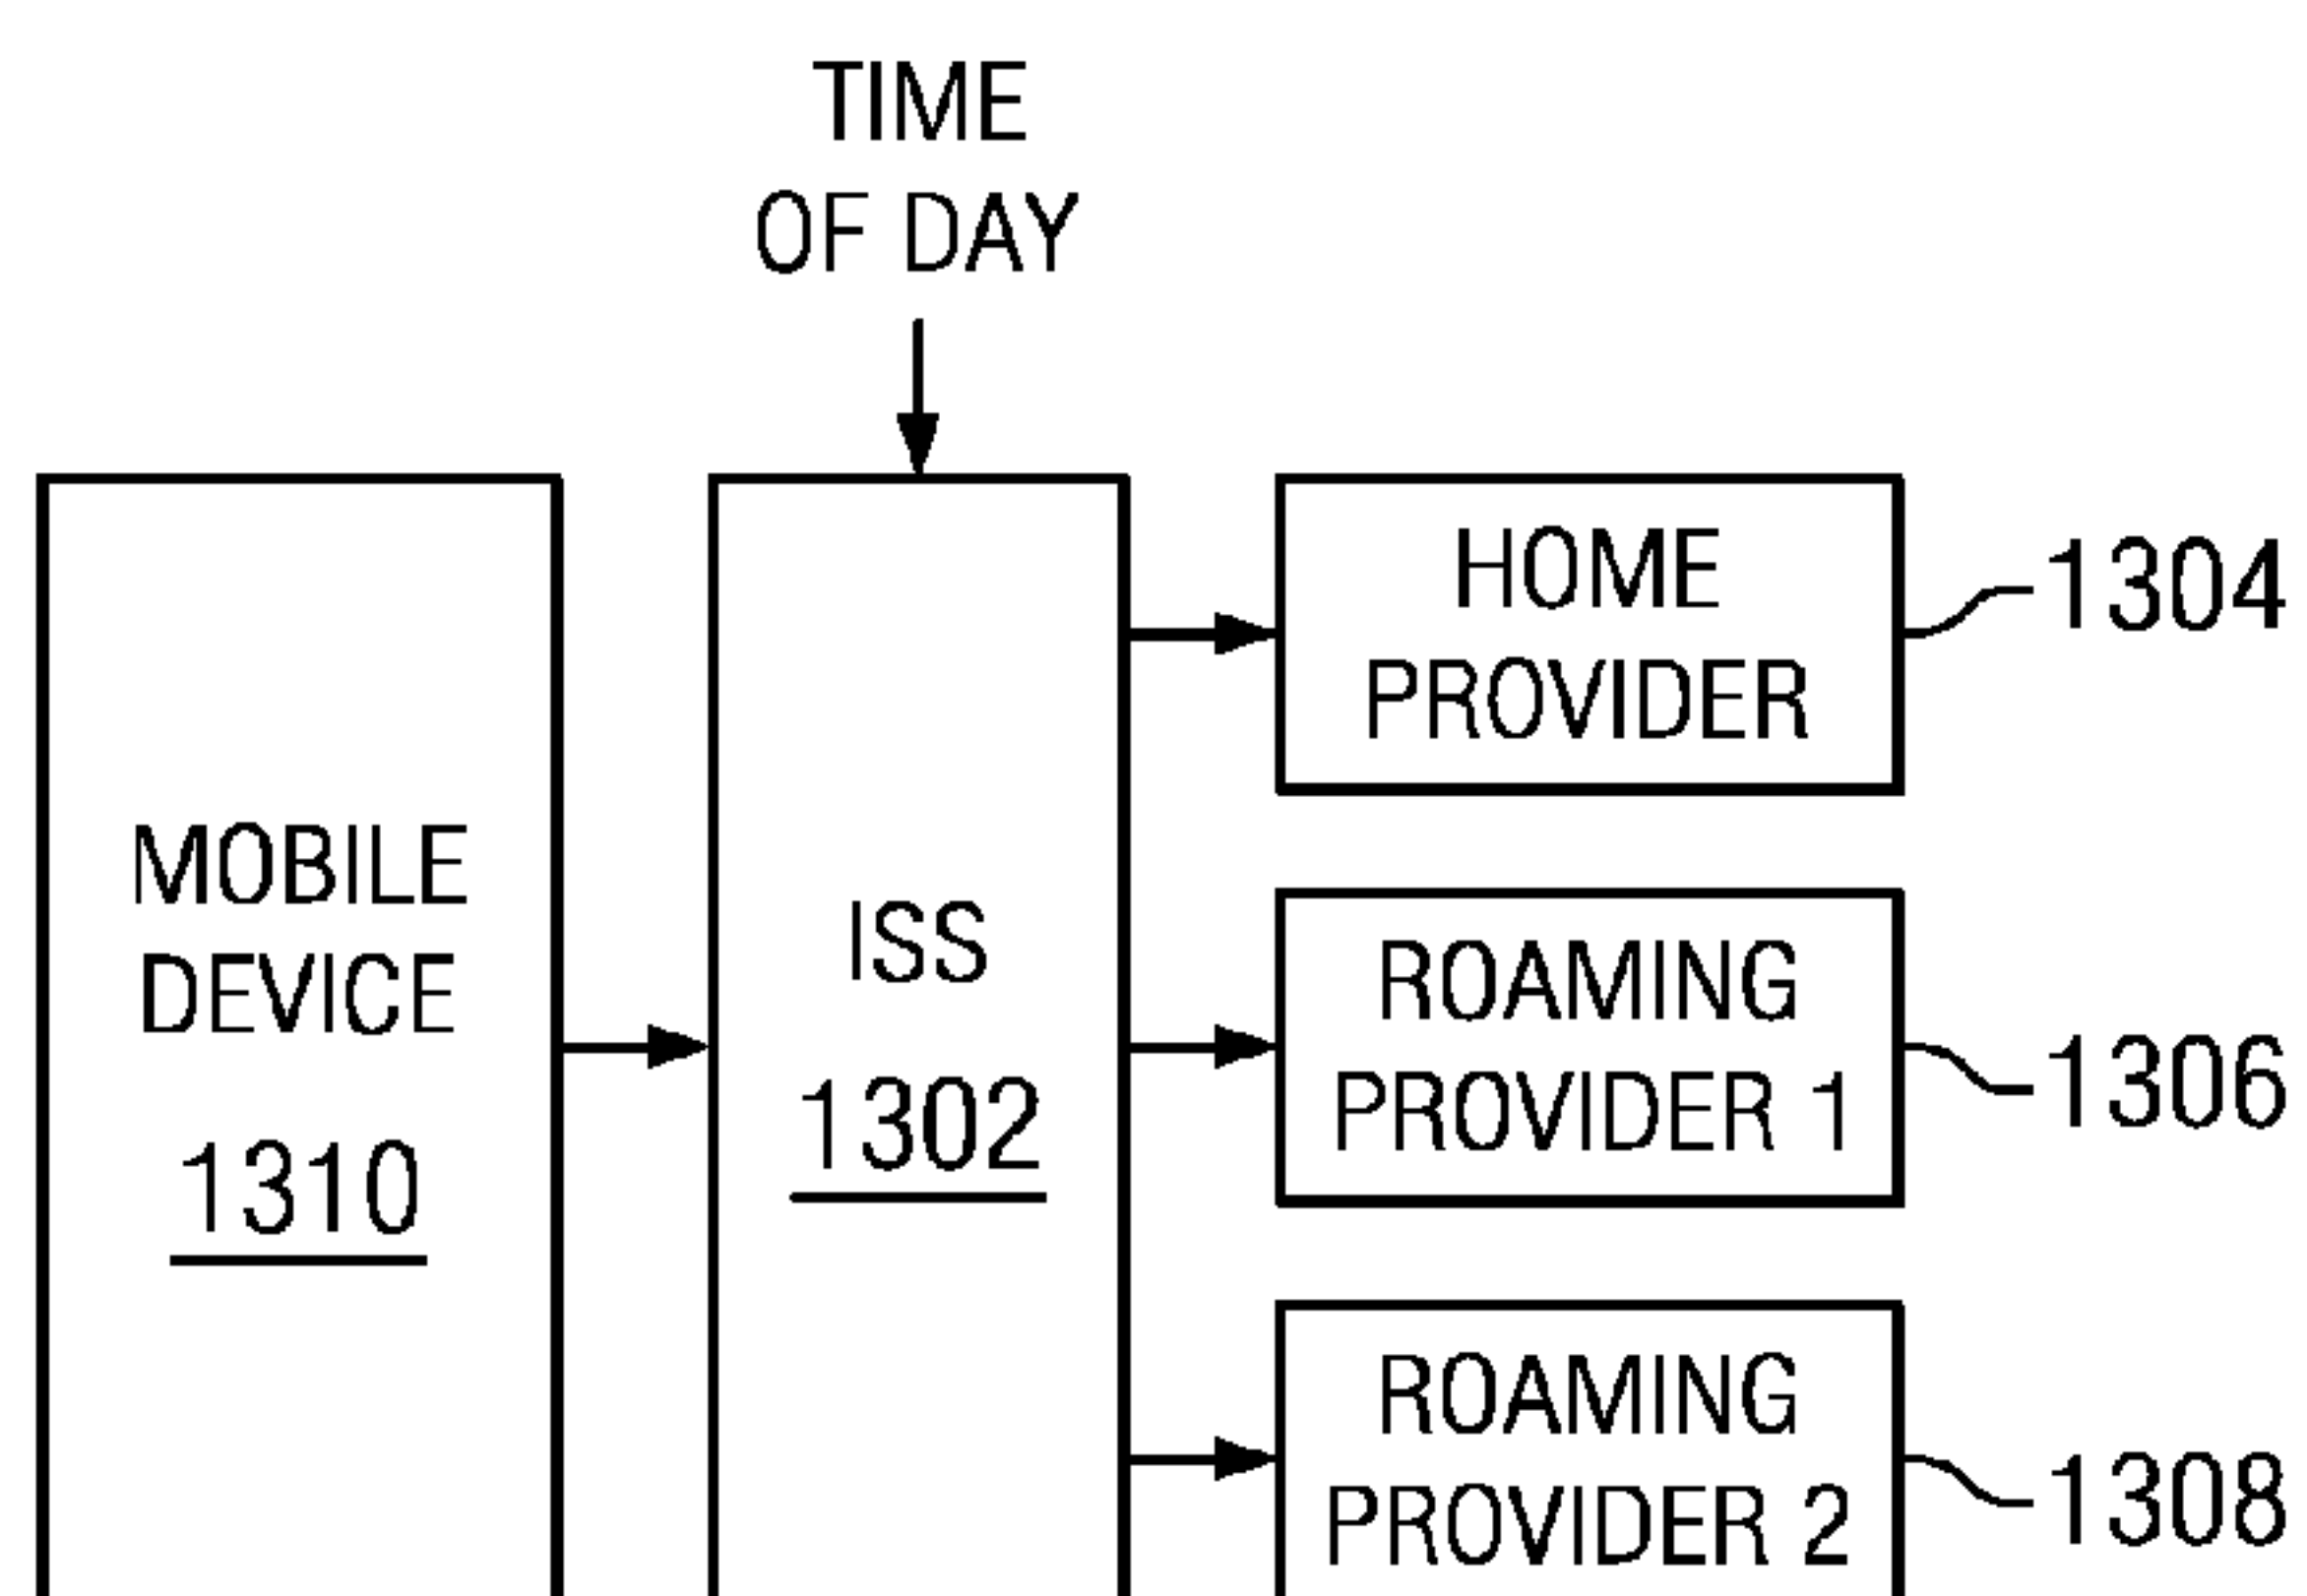 TIME
OF DAY
MOBILE
DEVICE
1310
ISS
1302
HOME
PROVIDER
1304
ROAMING
PROVIDER 1
1306
ROAMING
PROVIDER 2
1308